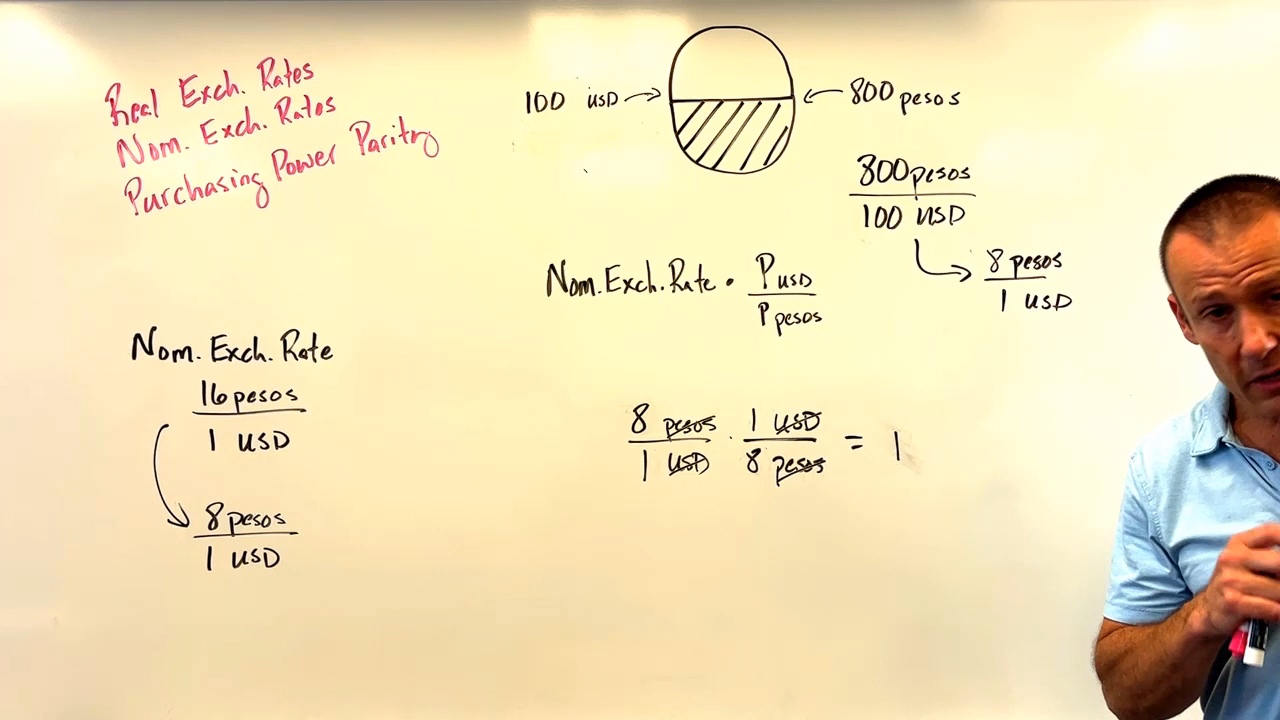 Real Exch. Rates
Nom. Exch. Rates
Purchasing Power Parity
100 USD
800 pesos
800 pesos
100 USD
8 pesos
1 USD
Nom. Exch. Rate • P USD
P pesos
Nom. Exch. Rate
16 pesos
1 USD
8 pesos
1 USD
8 pesos · 1 USD = 1
1 USD 8 pesos